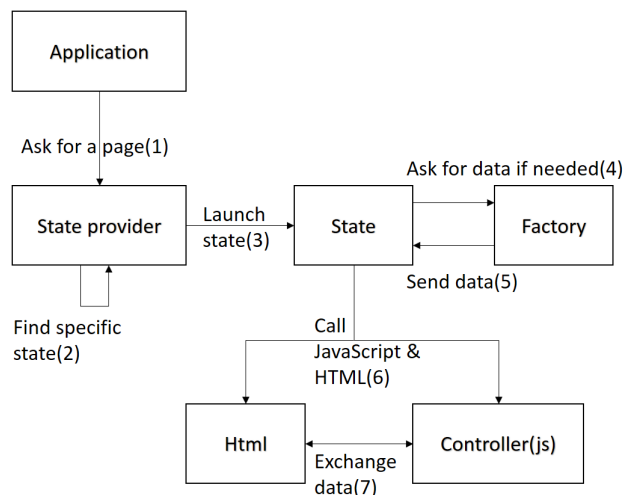 Application
Ask for a page(1)
State provider
Launch
state(3)
State
Ask for data if needed(4)
Factory
Send data(5)
Find specific
state(2)
Call
JavaScript &
HTML(6)
Html
Controller(js)
Exchange
data(7)